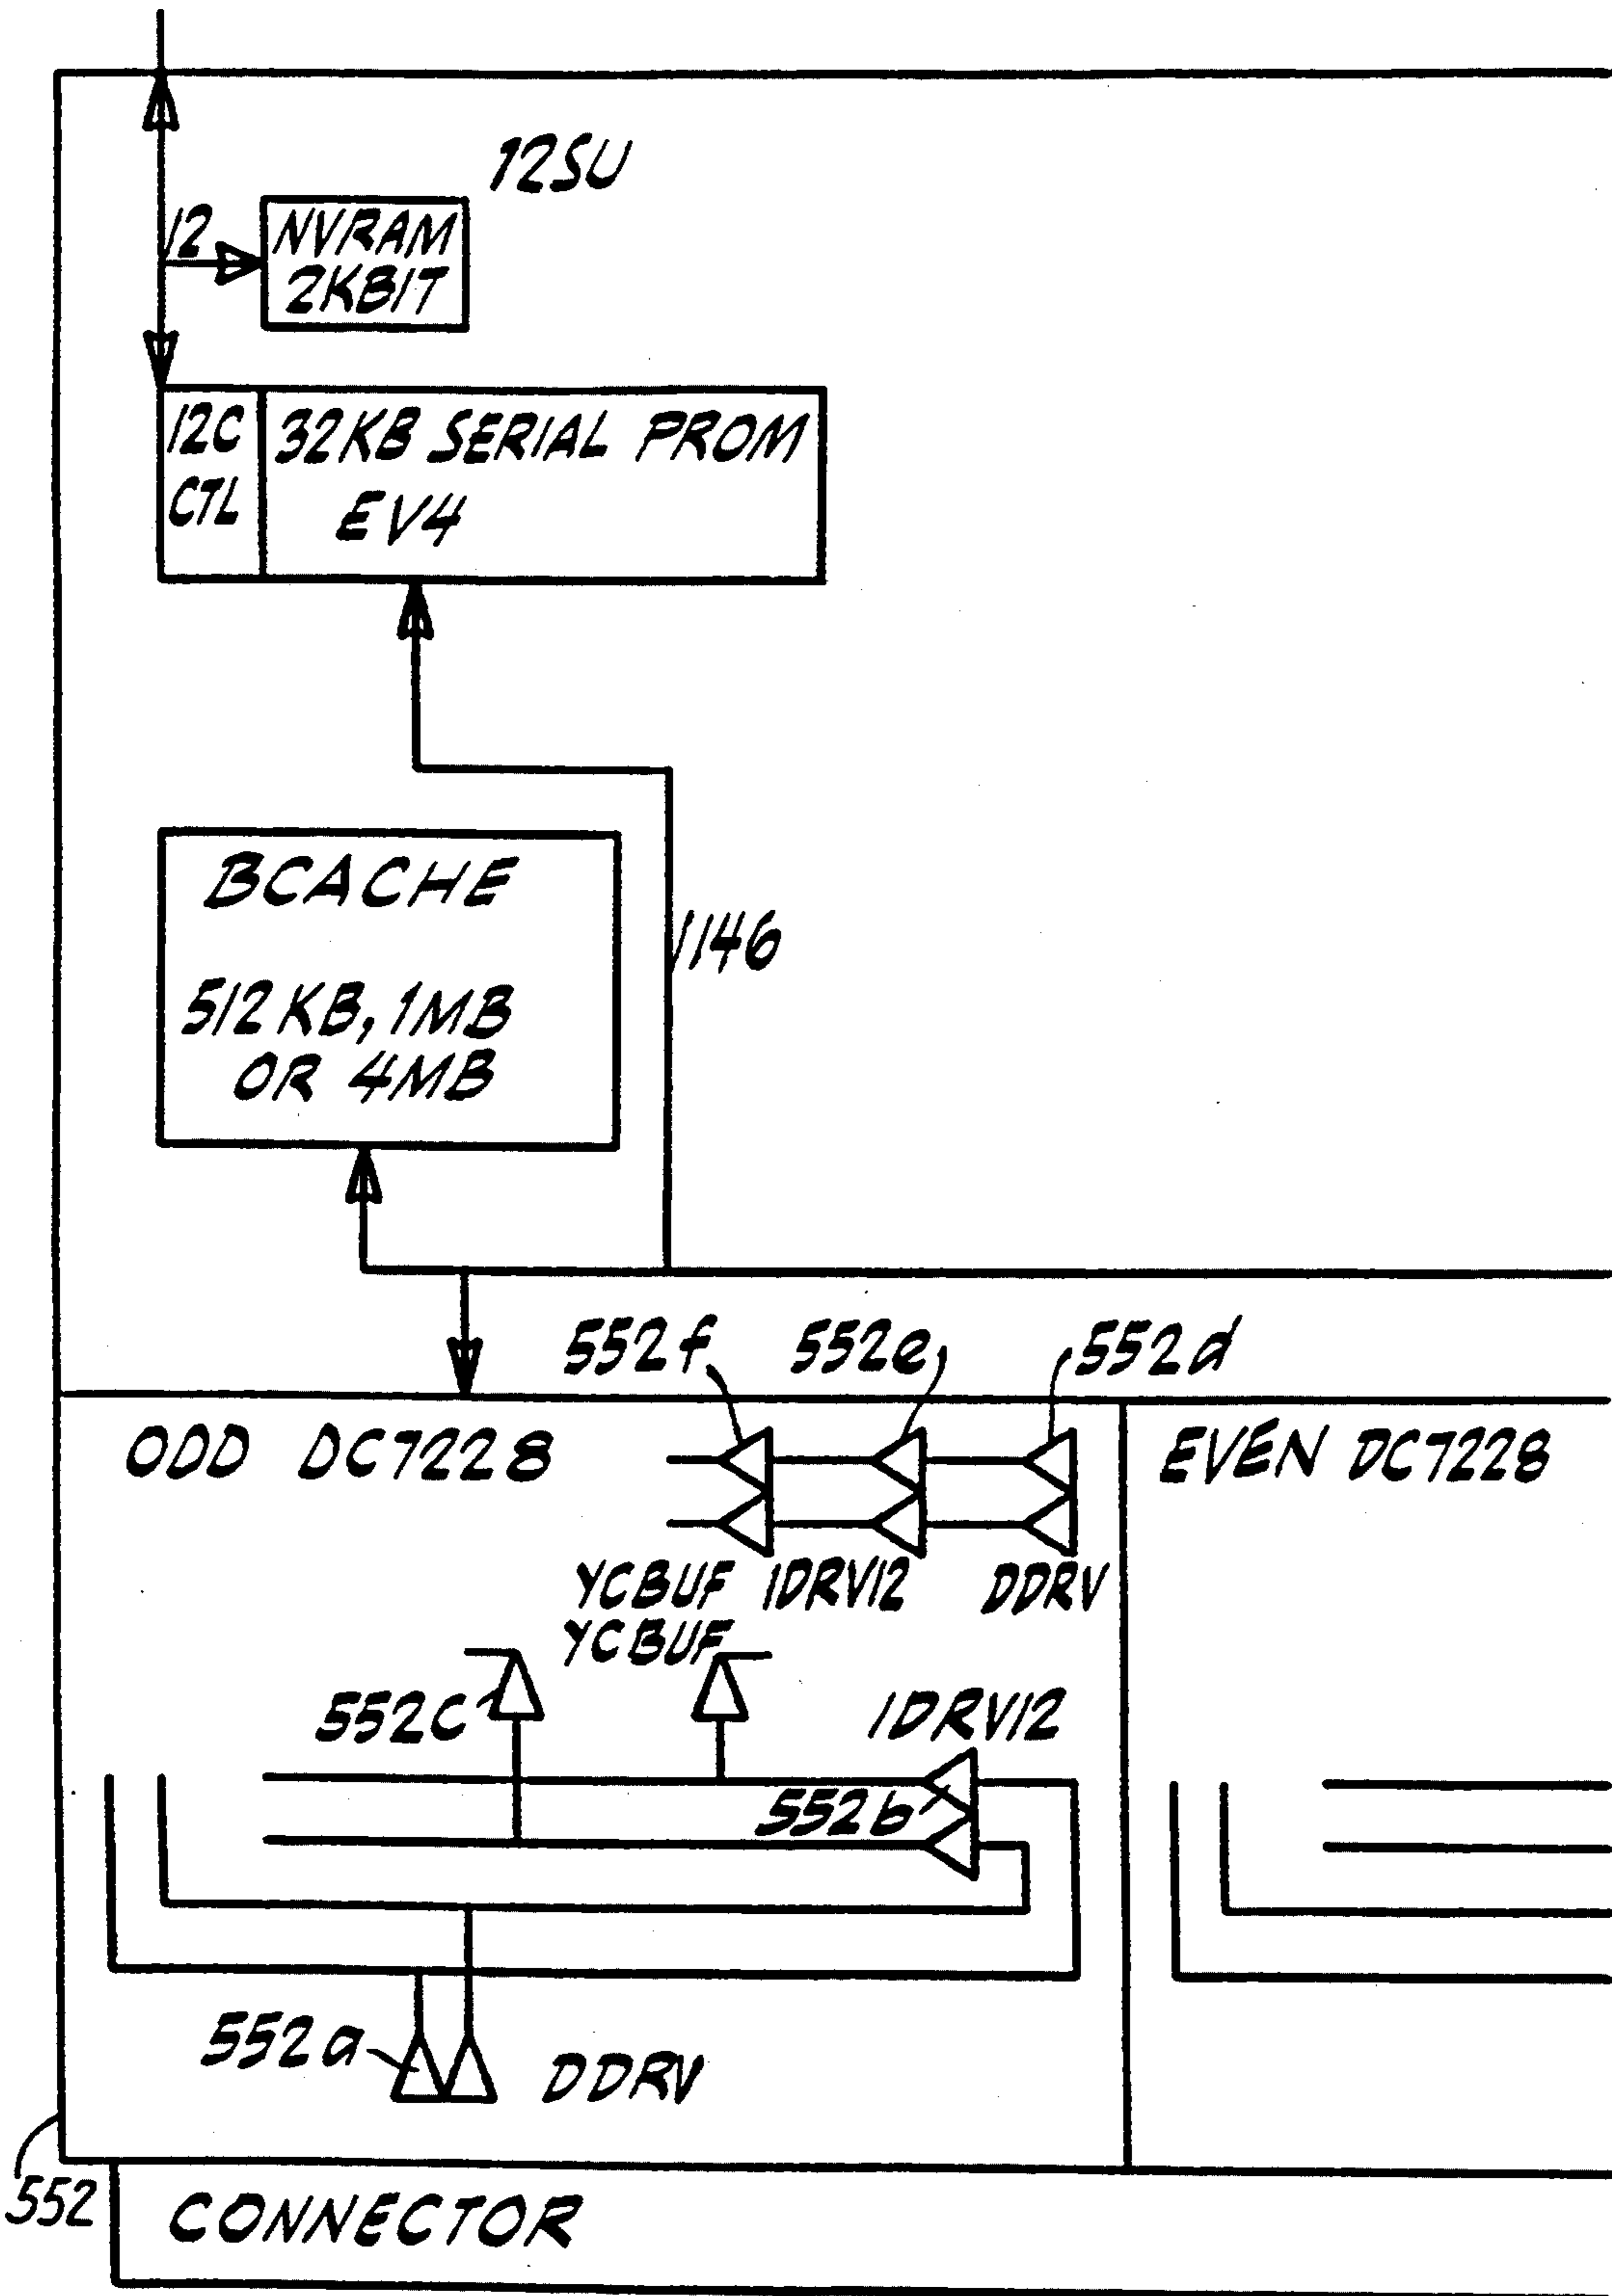 12SU
12
NVRAM
2KBIT
12C
CTL
32KB SERIAL PROM
EV4
BCACHE
512KB, 1MB
OR 4MB
1146
552f
552e
552d
ODD DC7228
EVEN DC7228
YCBUF
IDRV12
DDRV
YCBUF
552c
IDRV12
552b
552a
DDRV
552
CONNECTOR